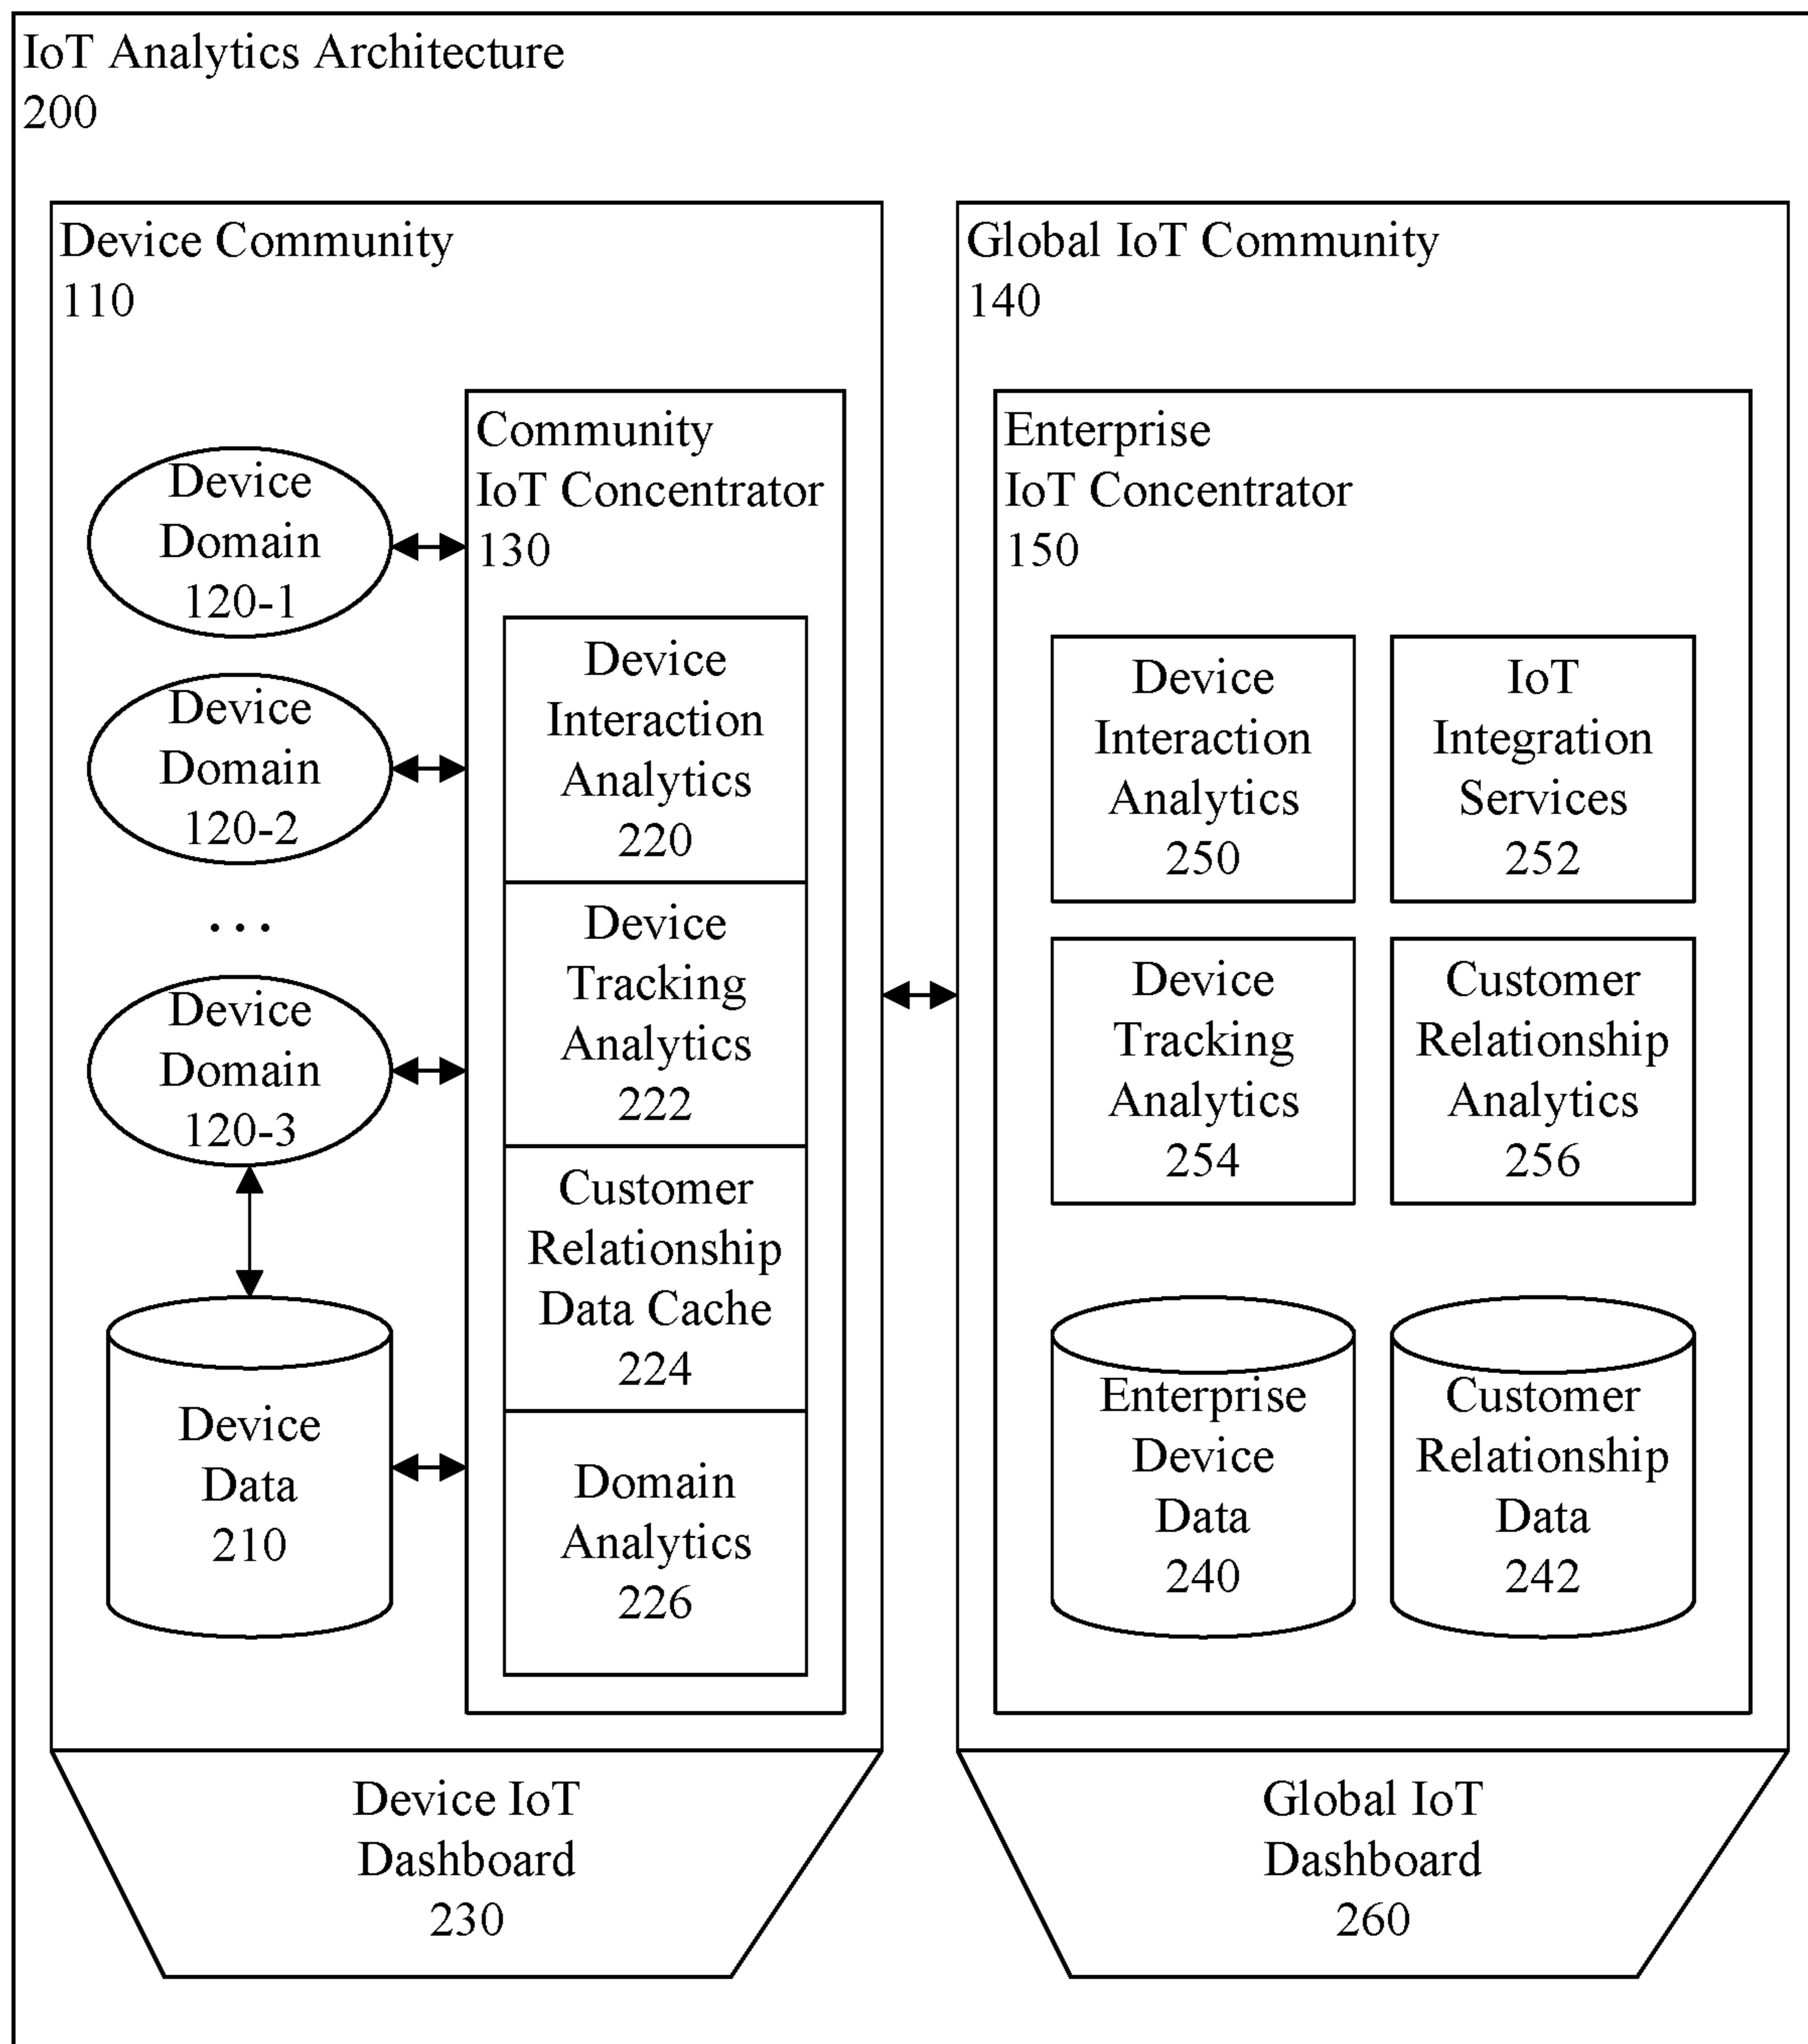 IoT Analytics Architecture
200
Device Community
110
Device
Domain
120-1
Device
Domain
120-2
...
Device
Domain
120-3
Device
Data
210
Community
IoT Concentrator
130
Device
Interaction
Analytics
220
Device
Tracking
Analytics
222
Customer
Relationship
Data Cache
224
Domain
Analytics
226
Device IoT
Dashboard
230
Global IoT Community
140
Enterprise
IoT Concentrator
150
Device
Interaction
Analytics
250
IoT
Integration
Services
252
Device
Tracking
Analytics
254
Customer
Relationship
Analytics
256
Enterprise
Device
Data
240
Customer
Relationship
Data
242
Global IoT
Dashboard
260